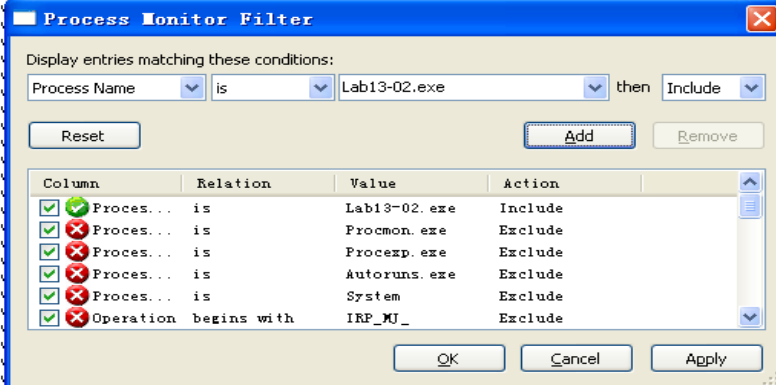 Process Monitor Filter
Display entries matching these conditions:
Process Name is Lab13-02.exe then Include
Reset Add Remove
Column Relation Value Action
Proces... is Lab13-02.exe Include
Proces... is Procmon.exe Exclude
Proces... is Procexp.exe Exclude
Proces... is Autoruns.exe Exclude
Proces... is System Exclude
Operation begins with IRP_MJ_ Exclude
OK Cancel Apply